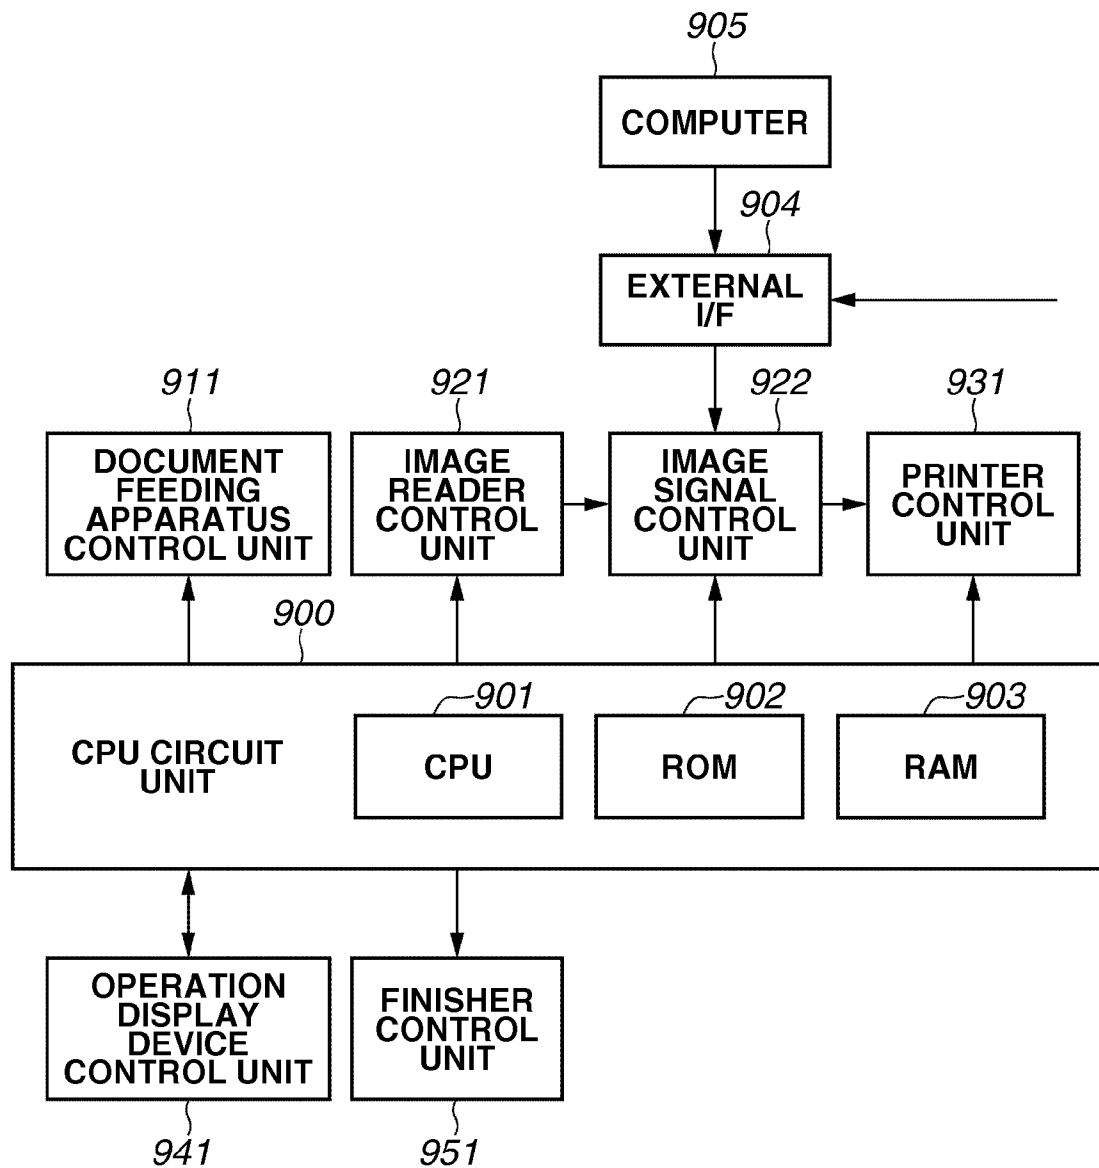 905
COMPUTER
904
EXTERNAL
I/F
911
921
922
931
DOCUMENT
FEEDING
APPARATUS
CONTROL UNIT
IMAGE
READER
CONTROL
UNIT
IMAGE
SIGNAL
CONTROL
UNIT
PRINTER
CONTROL
UNIT
900
901
902
903
CPU CIRCUIT
UNIT
CPU
ROM
RAM
OPERATION
DISPLAY
DEVICE
CONTROL UNIT
FINISHER
CONTROL
UNIT
941
951